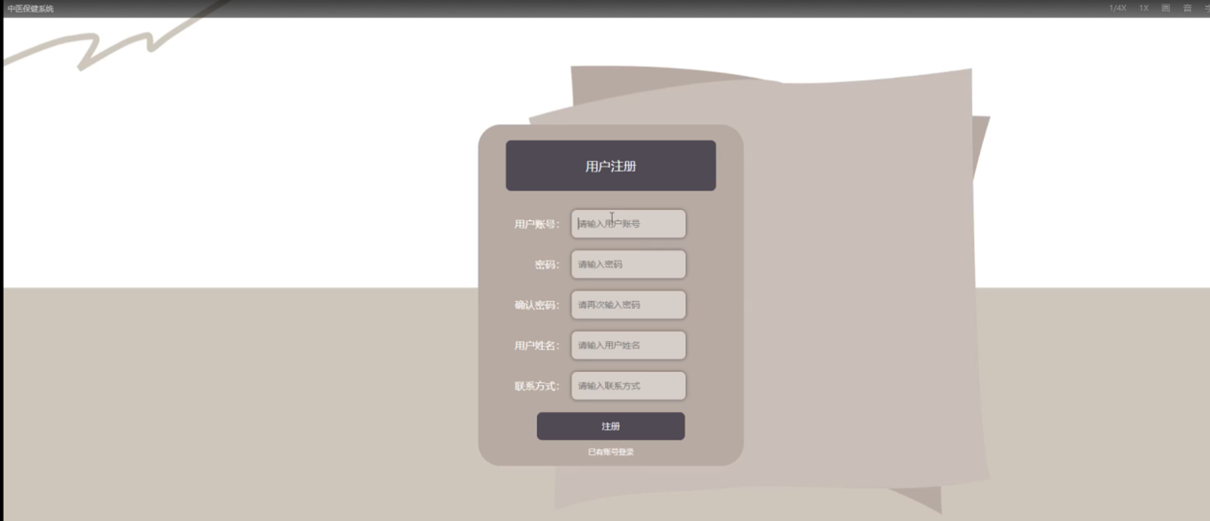 中医保健系统
1/4X 1X 画 音
用户注册
用户账号： 请输入用户账号
密码： 请输入密码
确认密码： 请再次输入密码
用户姓名： 请输入用户姓名
联系方式： 请输入联系方式
注册
已有账号登录